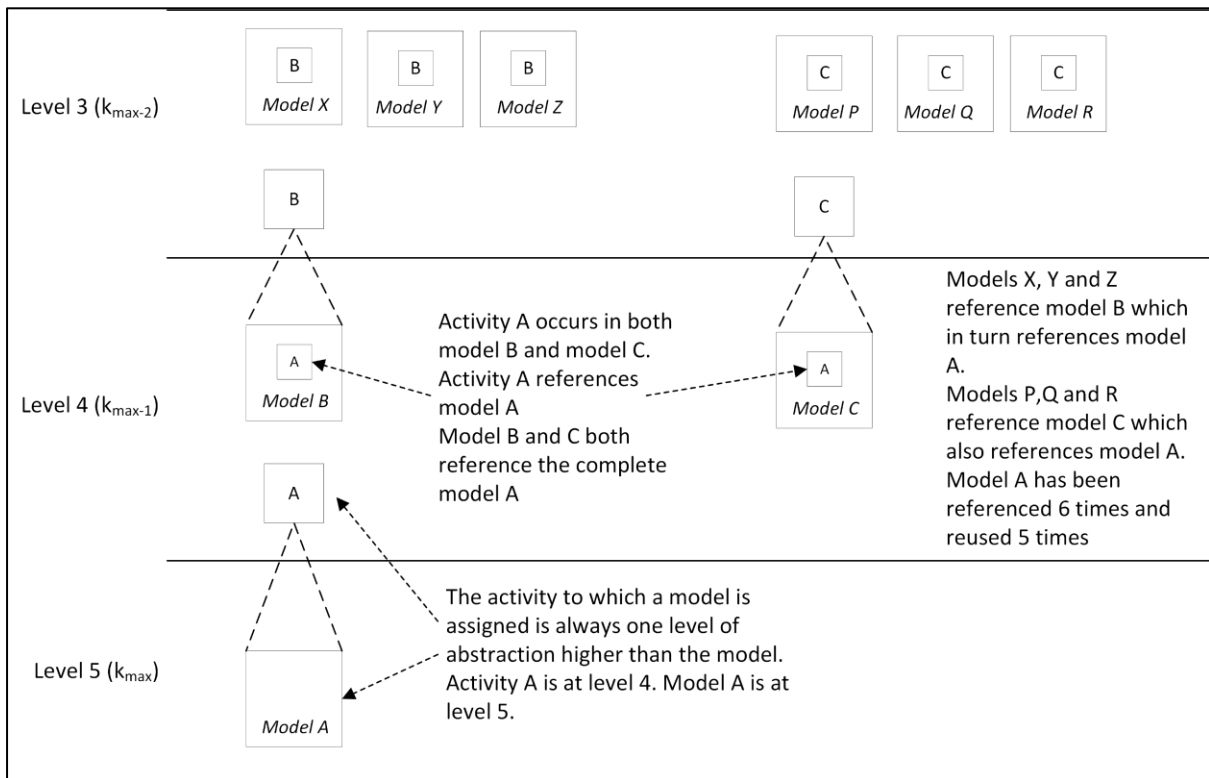 B
B
B
C
C
C
Model X
Model Y
Model Z
Model P
Model Q
Model R
Level 3 (kmax-2)
B
C
Activity A occurs in both
model B and model C.
Activity A references
model A
Model B and C both
reference the complete
model A
Models X, Y and Z
reference model B which
in turn references model
A.
Models P,Q and R
reference model C which
also references model A.
Model A has been
referenced 6 times and
reused 5 times
A
Model B
A
Model C
Level 4 (kmax-1)
A
The activity to which a model is
assigned is always one level of
abstraction higher than the model.
Activity A is at level 4. Model A is at
level 5.
Level 5 (kmax)
Model A